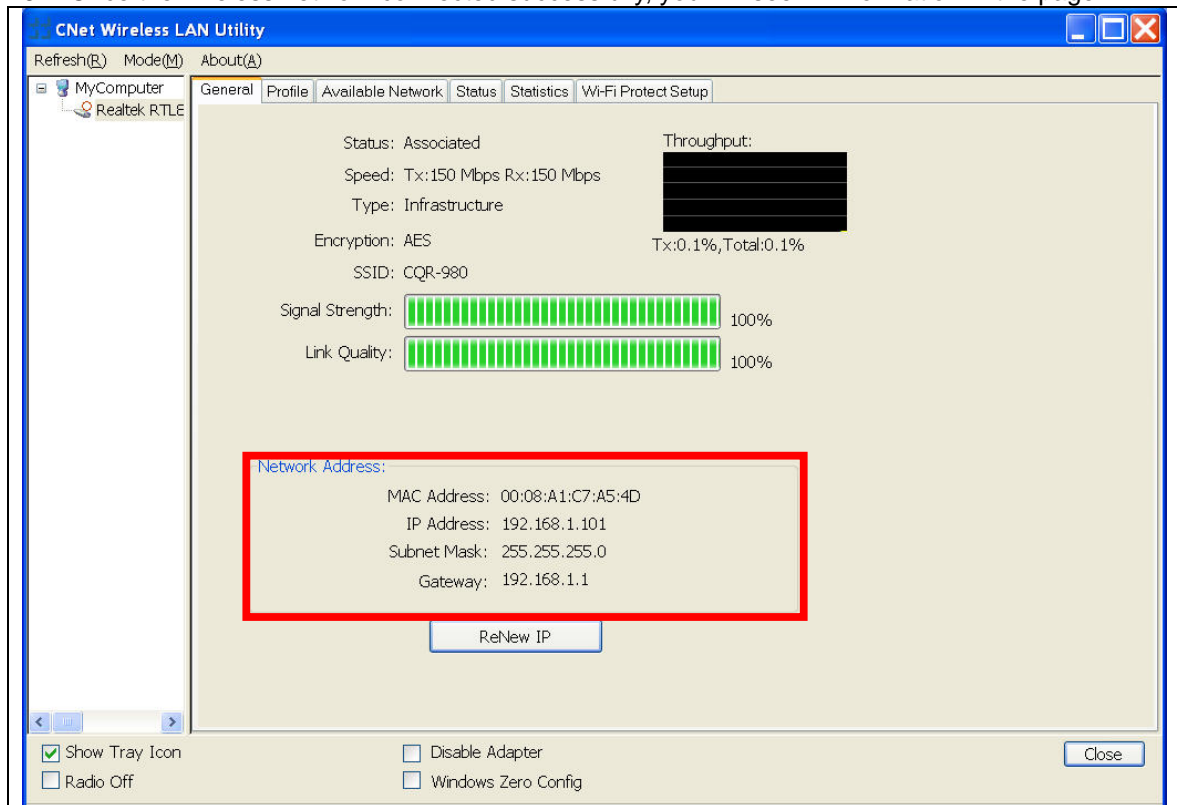 CNet Wireless LAN Utility
Refresh(R) Mode(M) About(A)
MyComputer
Realtek RTL8
General Profile Available Network Status Statistics Wi-Fi Protect Setup
Status: Associated
Throughput:
Speed: Tx:150 Mbps Rx:150 Mbps
Type: Infrastructure
Encryption: AES
Tx:0.1%,Total:0.1%
SSID: CQR-980
Signal Strength: 100%
Link Quality: 100%
Network Address:
MAC Address: 00:08:A1:C7:A5:4D
IP Address: 192.168.1.101
Subnet Mask: 255.255.255.0
Gateway: 192.168.1.1
ReNew IP
Show Tray Icon
Disable Adapter
Close
Radio Off
Windows Zero Config